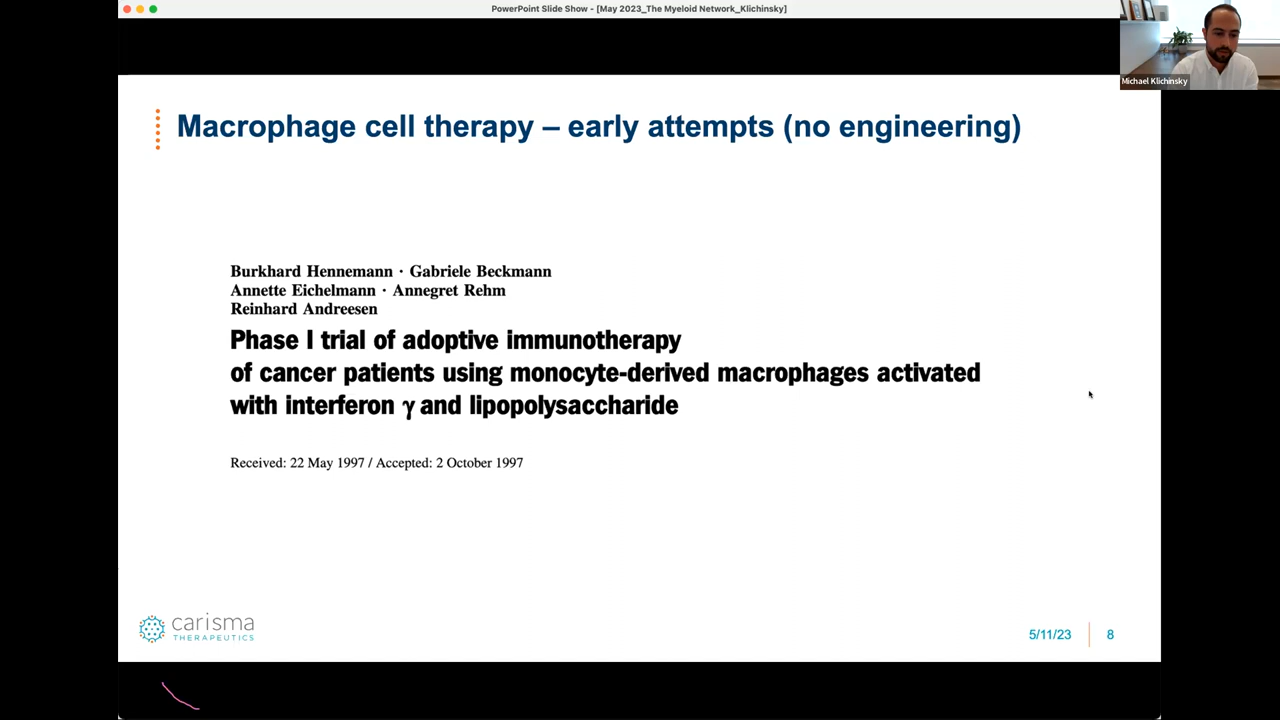 PowerPoint Slide Show - [May 2023_The Myeloid Network_Klichinsky]
Michael Klichinsky
Macrophage cell therapy – early attempts (no engineering)
Burkhard Hennemann · Gabriele Beckmann
Annette Eichelmann · Annegret Rehm
Reinhard Andreesen
Phase I trial of adoptive immunotherapy
of cancer patients using monocyte-derived macrophages activated
with interferon γ and lipopolysaccharide
Received: 22 May 1997 / Accepted: 2 October 1997
carisma
THERAPEUTICS
5/11/23
8